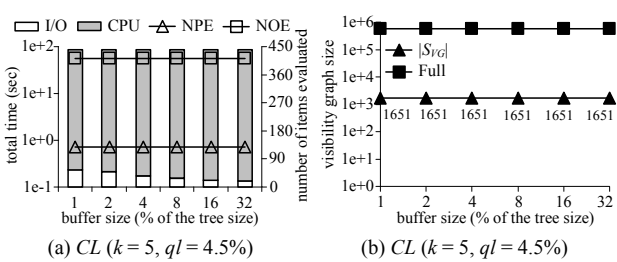 I/O CPU NPE NOE
total time (sec)
1e+2
1e+1
1e+0
1e-1
450
360
270
180
90
0
number of items evaluated
1 2 4 8 16 32
buffer size (% of the tree size)
(a) CL (k = 5, ql = 4.5%)
visibility graph size
1e+6
1e+5
1e+4
1e+3
1e+2
1e+1
1e+0
|S_VG|
Full
1651 1651 1651 1651 1651 1651
1 2 4 8 16 32
buffer size (% of the tree size)
(b) CL (k = 5, ql = 4.5%)